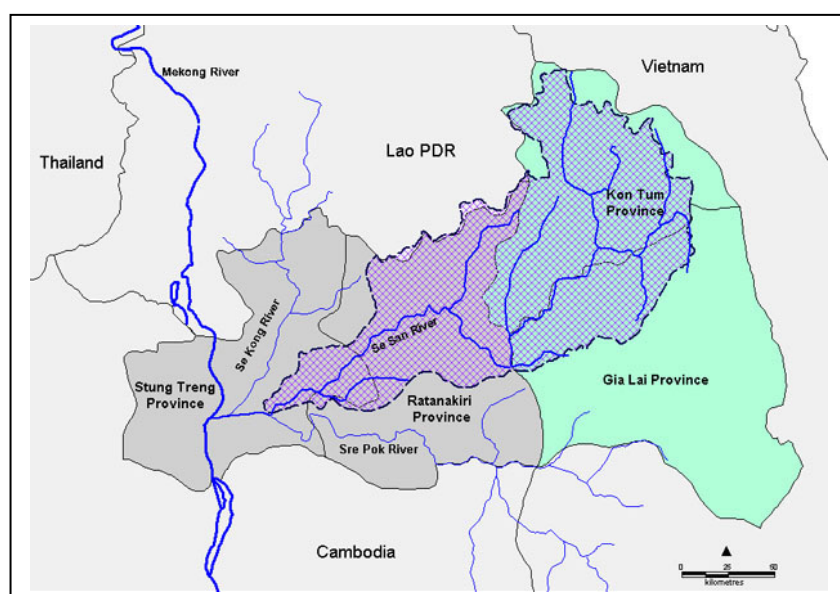 Mekong River
Vietnam
Thailand
Lao PDR
Kon Tum
Province
Se Kong River
Se San River
Stung Treng
Province
Ratanakiri
Province
Gia Lai Province
Sre Pok River
Cambodia
0 25 50
kilometres